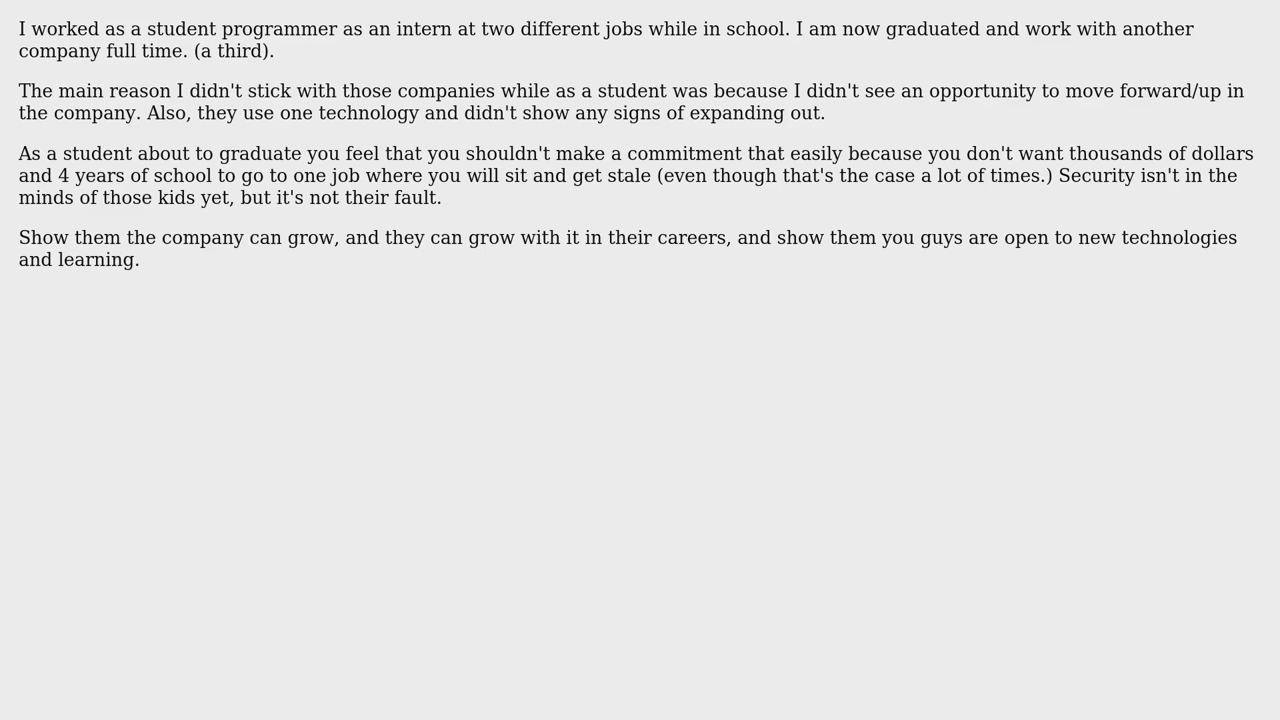 I worked as a student programmer as an intern at two different jobs while in school. I am now graduated and work with another
company full time. (a third).
The main reason I didn't stick with those companies while as a student was because I didn't see an opportunity to move forward/up in
the company. Also, they use one technology and didn't show any signs of expanding out.
As a student about to graduate you feel that you shouldn't make a commitment that easily because you don't want thousands of dollars
and 4 years of school to go to one job where you will sit and get stale (even though that's the case a lot of times.) Security isn't in the
minds of those kids yet, but it's not their fault.
Show them the company can grow, and they can grow with it in their careers, and show them you guys are open to new technologies
and learning.